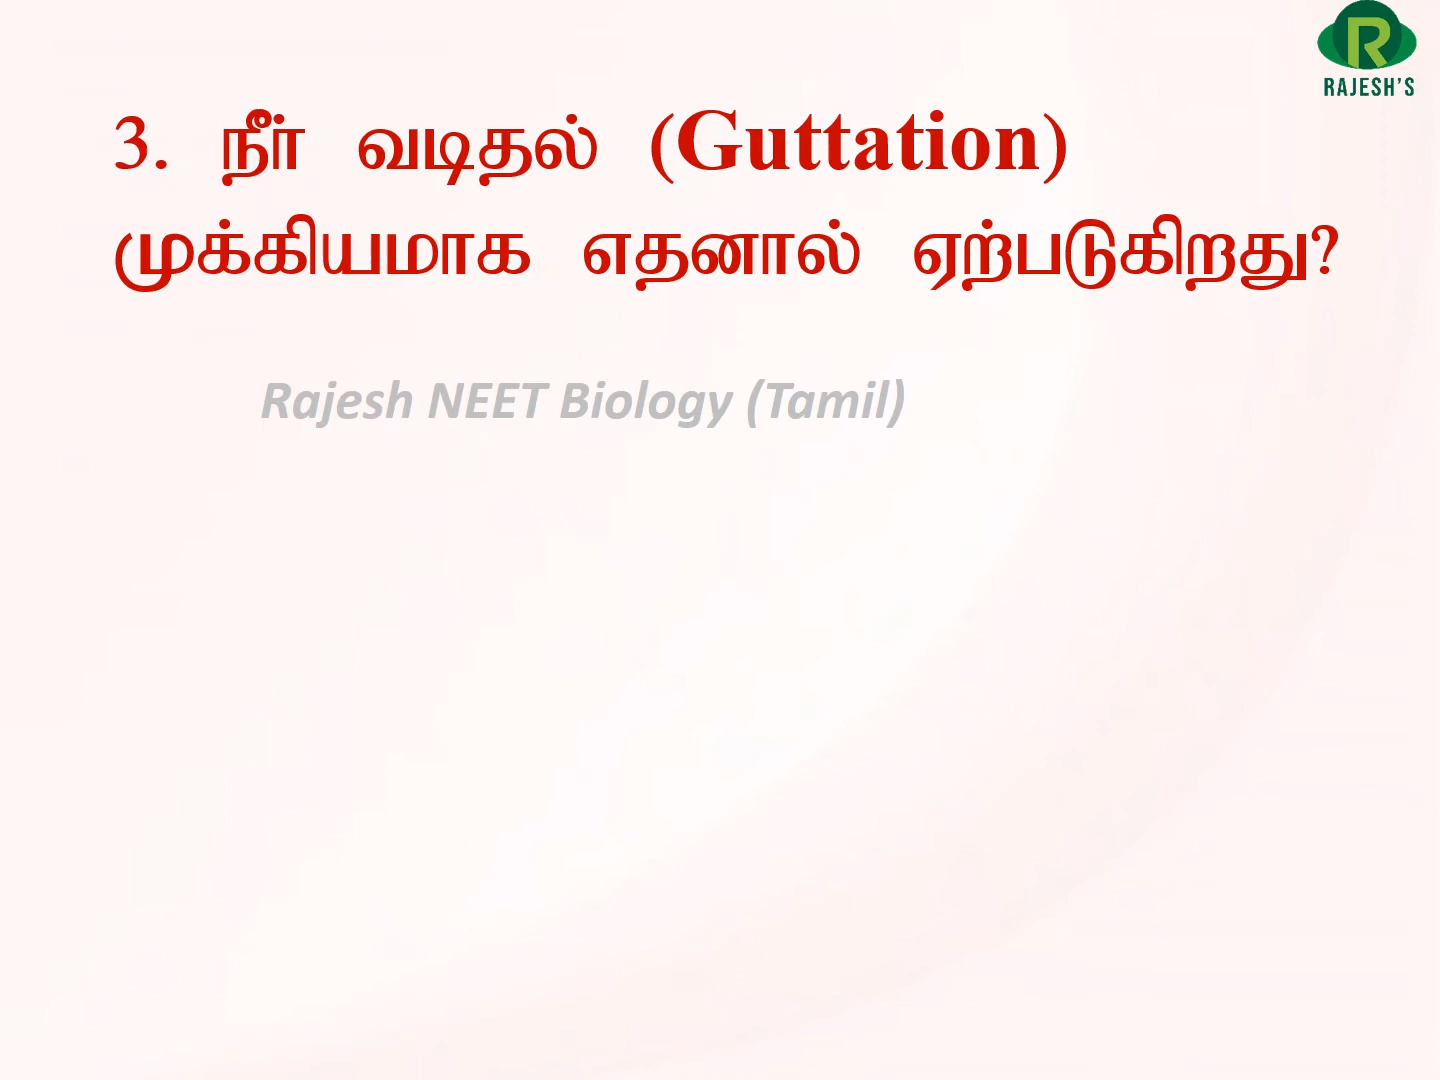 RAJESH'S
3. நீர் வடிதல் (Guttation)
முக்கியமாக எதனால் ஏற்படுகிறது?
Rajesh NEET Biology (Tamil)